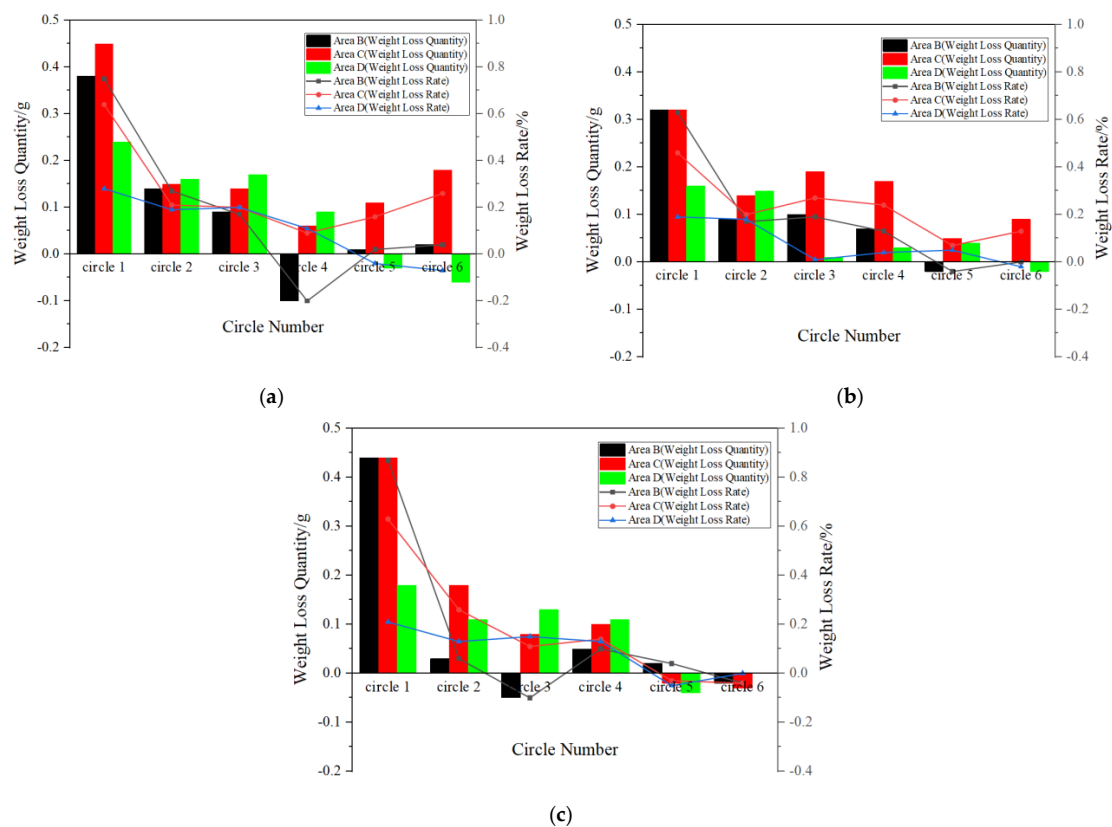 0.5
0.4
0.3
0.2
0.1
0.0
-0.1
-0.2
Weight Loss Quantity/g
Area B(Weight Loss Quantity)
Area C(Weight Loss Quantity)
Area D(Weight Loss Quantity)
Area B(Weight Loss Rate)
Area C(Weight Loss Rate)
Area D(Weight Loss Rate)
circle 1
circle 2
circle 3
circle 4
circle 5
circle 6
Circle Number
1.0
0.8
0.6
0.4
0.2
0.0
-0.2
-0.4
Weight Loss Rate/%
(a)
0.5
0.4
0.3
0.2
0.1
0.0
-0.1
-0.2
Weight Loss Quantity/g
Area B(Weight Loss Quantity)
Area C(Weight Loss Quantity)
Area D(Weight Loss Quantity)
Area B(Weight Loss Rate)
Area C(Weight Loss Rate)
Area D(Weight Loss Rate)
circle 1
circle 2
circle 3
circle 4
circle 5
circle 6
Circle Number
1.0
0.8
0.6
0.4
0.2
0.0
-0.2
-0.4
Weight Loss Rate/%
(b)
0.5
0.4
0.3
0.2
0.1
0.0
-0.1
-0.2
Weight Loss Quantity/g
Area B(Weight Loss Quantity)
Area C(Weight Loss Quantity)
Area D(Weight Loss Quantity)
Area B(Weight Loss Rate)
Area C(Weight Loss Rate)
Area D(Weight Loss Rate)
circle 1
circle 2
circle 3
circle 4
circle 5
circle 6
Circle Number
1.0
0.8
0.6
0.4
0.2
0.0
-0.2
-0.4
Weight Loss Rate/%
(c)